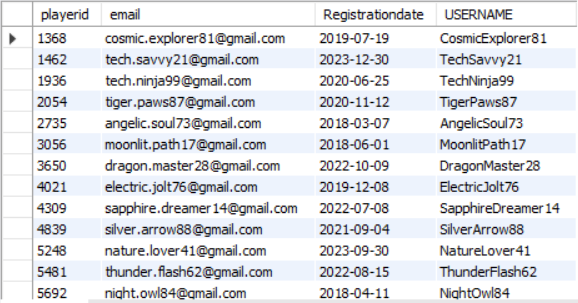 playerid email Registrationdate USERNAME
1368 cosmic.explorer81@gmail.com 2019-07-19 CosmicExplorer81
1462 tech.savvy21@gmail.com 2023-12-30 TechSavvy21
1936 tech.ninja99@gmail.com 2020-06-25 TechNinja99
2054 tiger.paws87@gmail.com 2020-11-12 TigerPaws87
2735 angelic.soul73@gmail.com 2018-03-07 AngelicSoul73
3056 moonlit.path17@gmail.com 2018-06-01 MoonlitPath17
3650 dragon.master28@gmail.com 2022-10-09 DragonMaster28
4021 electric.jolt76@gmail.com 2019-12-08 ElectricJolt76
4309 sapphire.dreamer14@gmail.com 2022-07-08 SapphireDreamer14
4839 silver.arrow88@gmail.com 2021-09-04 SilverArrow88
5248 nature.lover41@gmail.com 2023-09-30 NatureLover41
5481 thunder.flash62@gmail.com 2022-08-15 ThunderFlash62
5692 night.owl84@gmail.com 2018-04-11 NightOwl84